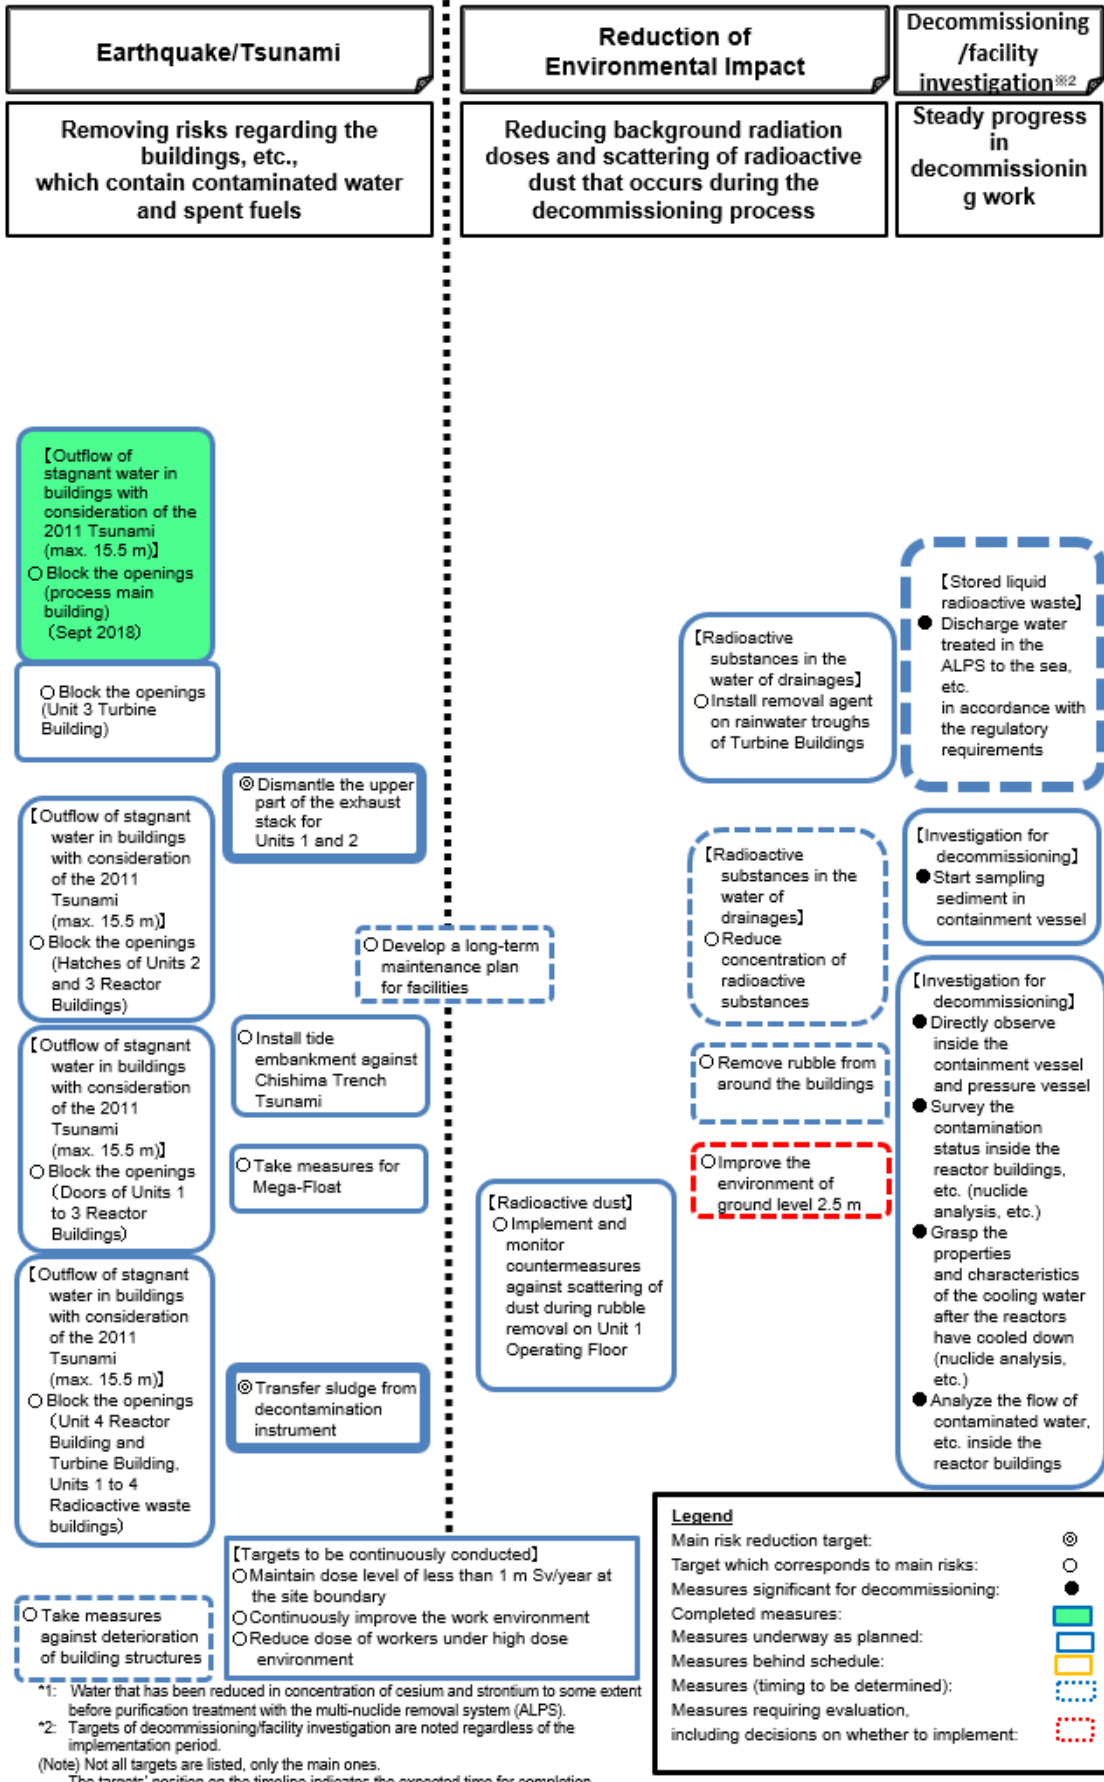 Earthquake/Tsunami
Removing risks regarding the
buildings, etc.,
which contain contaminated water
and spent fuels
Reduction of
Environmental Impact
Reducing background radiation
doses and scattering of radioactive
dust that occurs during the
decommissioning process
Decommissioning
/facility
investigation※2
Steady progress
in
decommissionin
g work
【Outflow of
stagnant water in
buildings with
consideration of the
2011 Tsunami
(max. 15.5 m)】
○ Block the openings
(process main
building)
(Sept 2018)
○ Block the openings
(Unit 3 Turbine
Building)
【Outflow of stagnant
water in buildings
with consideration
of the 2011
Tsunami
(max. 15.5 m)】
○ Block the openings
(Hatches of Units 2
and 3 Reactor
Buildings)
【Outflow of stagnant
water in buildings
with consideration
of the 2011
Tsunami
(max. 15.5 m)】
○ Block the openings
(Doors of Units 1
to 3 Reactor
Buildings)
【Outflow of stagnant
water in buildings
with consideration
of the 2011
Tsunami
(max. 15.5 m)】
○ Block the openings
(Unit 4 Reactor
Building and
Turbine Building,
Units 1 to 4
Radioactive waste
buildings)
○ Take measures
against deterioration
of building structures
◎ Dismantle the upper
part of the exhaust
stack for
Units 1 and 2
○ Develop a long-term
maintenance plan
for facilities
○ Install tide
embankment against
Chishima Trench
Tsunami
○ Take measures for
Mega-Float
◎ Transfer sludge from
decontamination
instrument
【Targets to be continuously conducted】
○ Maintain dose level of less than 1 m Sv/year at
the site boundary
○ Continuously improve the work environment
○ Reduce dose of workers under high dose
environment
【Radioactive dust】
○ Implement and
monitor
countermeasures
against scattering of
dust during rubble
removal on Unit 1
Operating Floor
【Radioactive
substances in the
water of drainages】
○ Install removal agent
on rainwater troughs
of Turbine Buildings
【Radioactive
substances in the
water of
drainages】
○ Reduce
concentration of
radioactive
substances
○ Remove rubble from
around the buildings
○ Improve the
environment of
ground level 2.5 m
【Stored liquid
radioactive waste】
● Discharge water
treated in the
ALPS to the sea,
etc.
in accordance with
the regulatory
requirements
【Investigation for
decommissioning】
● Start sampling
sediment in
containment vessel
【Investigation for
decommissioning】
● Directly observe
inside the
containment vessel
and pressure vessel
● Survey the
contamination
status inside the
reactor buildings,
etc. (nuclide
analysis, etc.)
● Grasp the
properties
and characteristics
of the cooling water
after the reactors
have cooled down
(nuclide analysis,
etc.)
● Analyze the flow of
contaminated water,
etc. inside the
reactor buildings
*1: Water that has been reduced in concentration of cesium and strontium to some extent
before purification treatment with the multi-nuclide removal system (ALPS).
*2: Targets of decommissioning/facility investigation are noted regardless of the
implementation period.
(Note) Not all targets are listed, only the main ones.
The targets' position on the timeline indicates the expected time for completion.
Legend
Main risk reduction target: ◎
Target which corresponds to main risks: ○
Measures significant for decommissioning: ●
Completed measures:
Measures underway as planned:
Measures behind schedule:
Measures (timing to be determined):
Measures requiring evaluation,
including decisions on whether to implement: